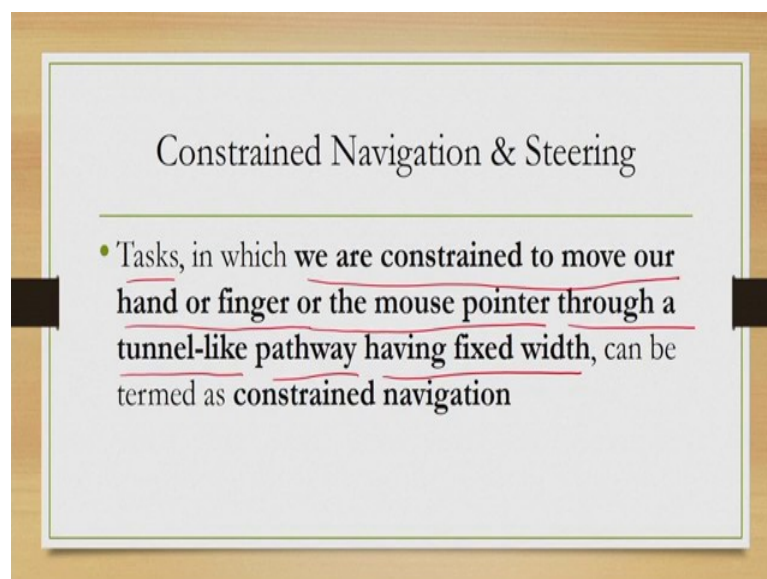 Constrained Navigation & Steering
• Tasks, in which we are constrained to move our
hand or finger or the mouse pointer through a
tunnel-like pathway having fixed width, can be
termed as constrained navigation